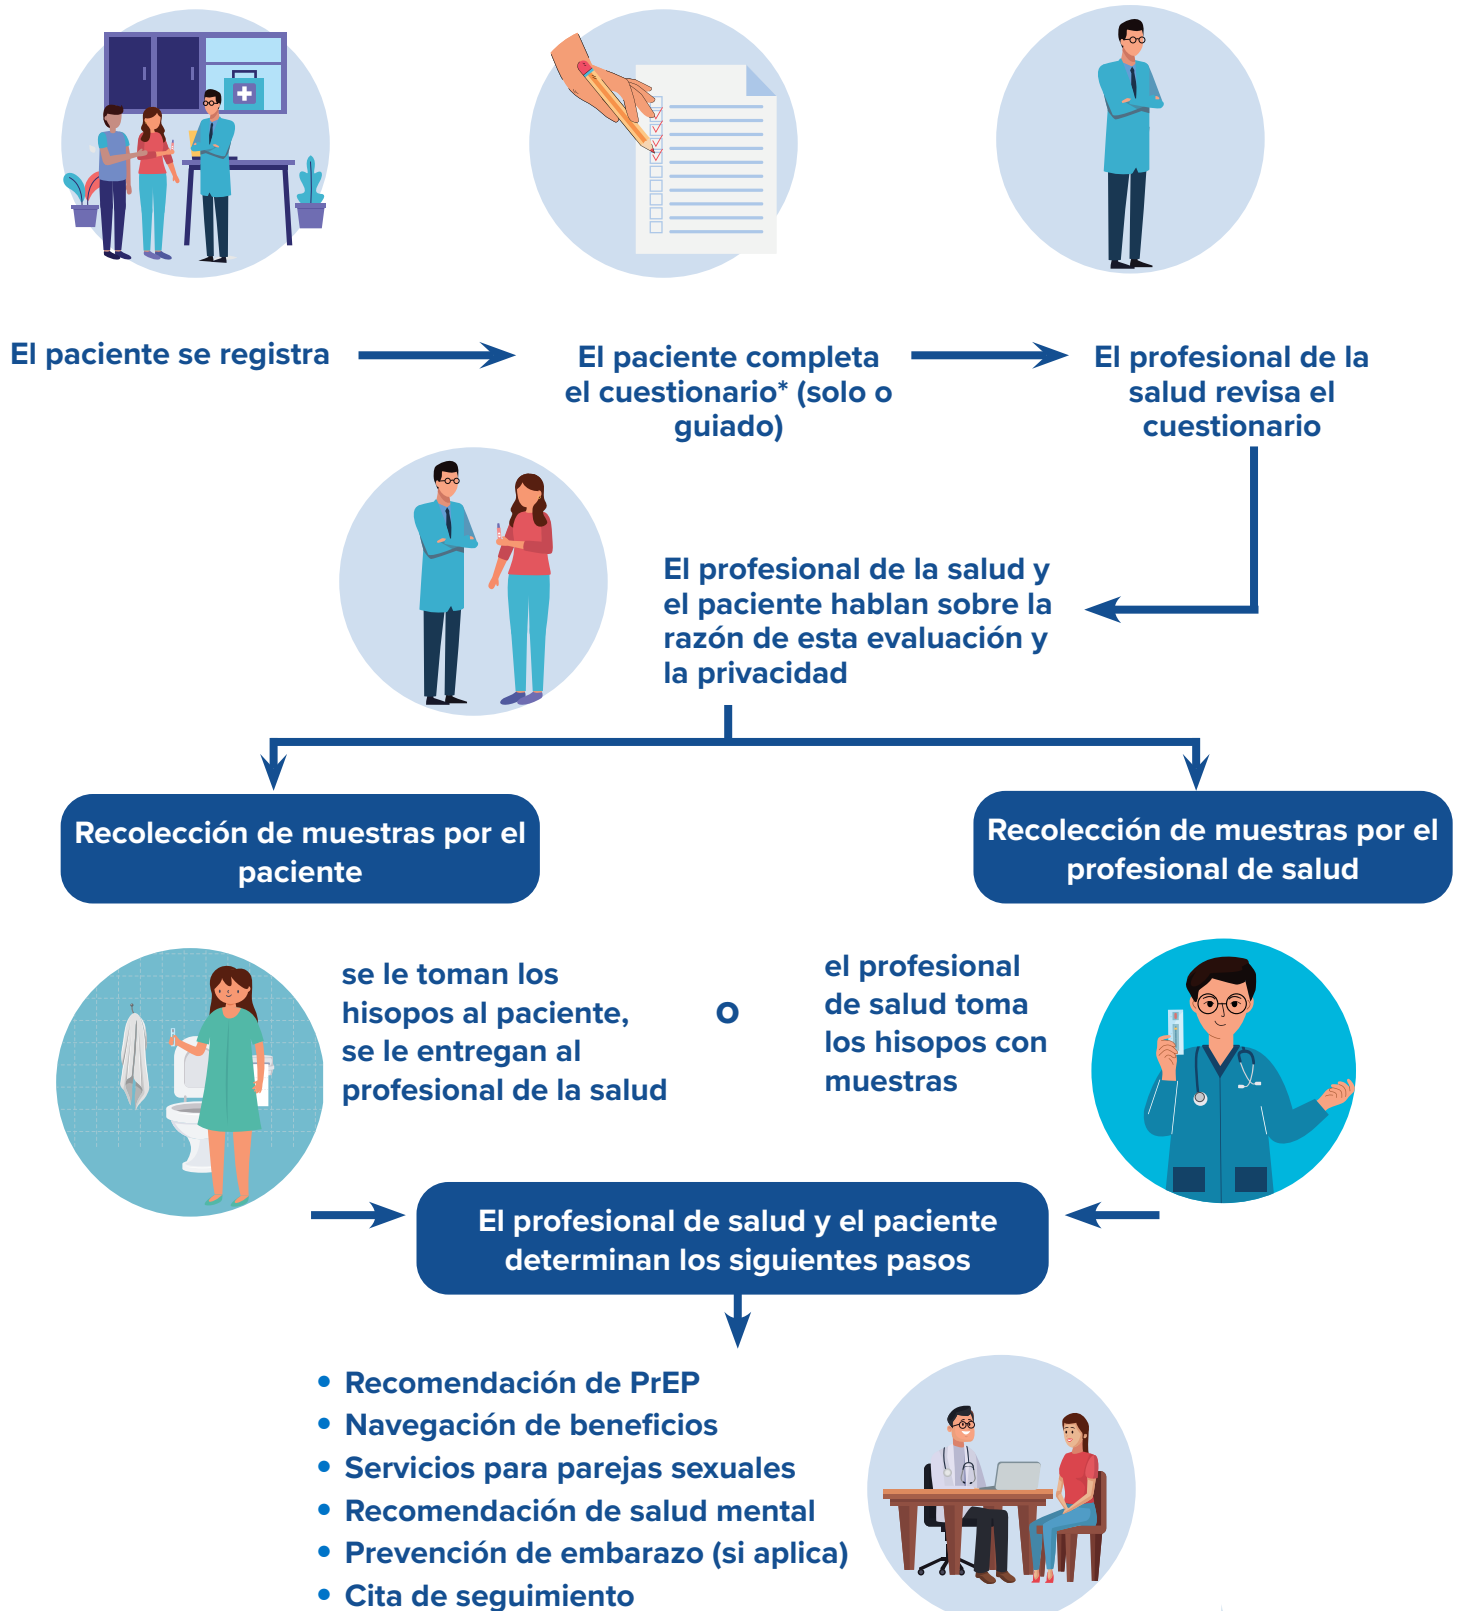 El paciente se registra
El paciente completa
el cuestionario* (solo o
guiado)
El profesional de la
salud revisa el
cuestionario
El profesional de la salud y
el paciente hablan sobre la
razón de esta evaluación y
la privacidad
Recolección de muestras por el
paciente
Recolección de muestras por el
profesional de salud
se le toman los
hisopos al paciente,
se le entregan al
profesional de la salud
o
el profesional
de salud toma
los hisopos con
muestras
El profesional de salud y el paciente
determinan los siguientes pasos
• Recomendación de PrEP
• Navegación de beneficios
• Servicios para parejas sexuales
• Recomendación de salud mental
• Prevención de embarazo (si aplica)
• Cita de seguimiento